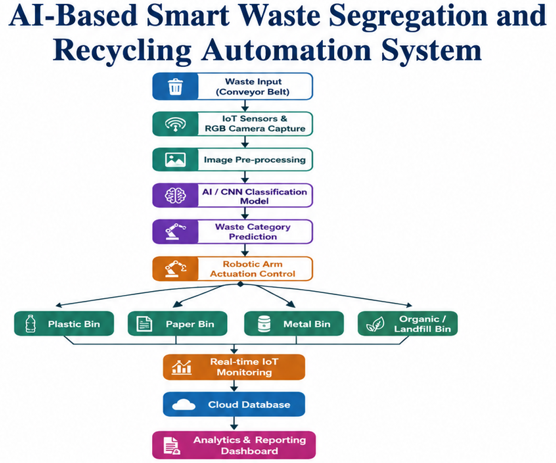 AI-Based Smart Waste Segregation and
Recycling Automation System
Waste Input
(Conveyor Belt)
IoT Sensors &
RGB Camera Capture
Image Pre-processing
AI / CNN Classification
Model
Waste Category
Prediction
Robotic Arm
Actuation Control
Plastic Bin
Paper Bin
Metal Bin
Organic /
Landfill Bin
Real-time IoT
Monitoring
Cloud Database
Analytics & Reporting
Dashboard